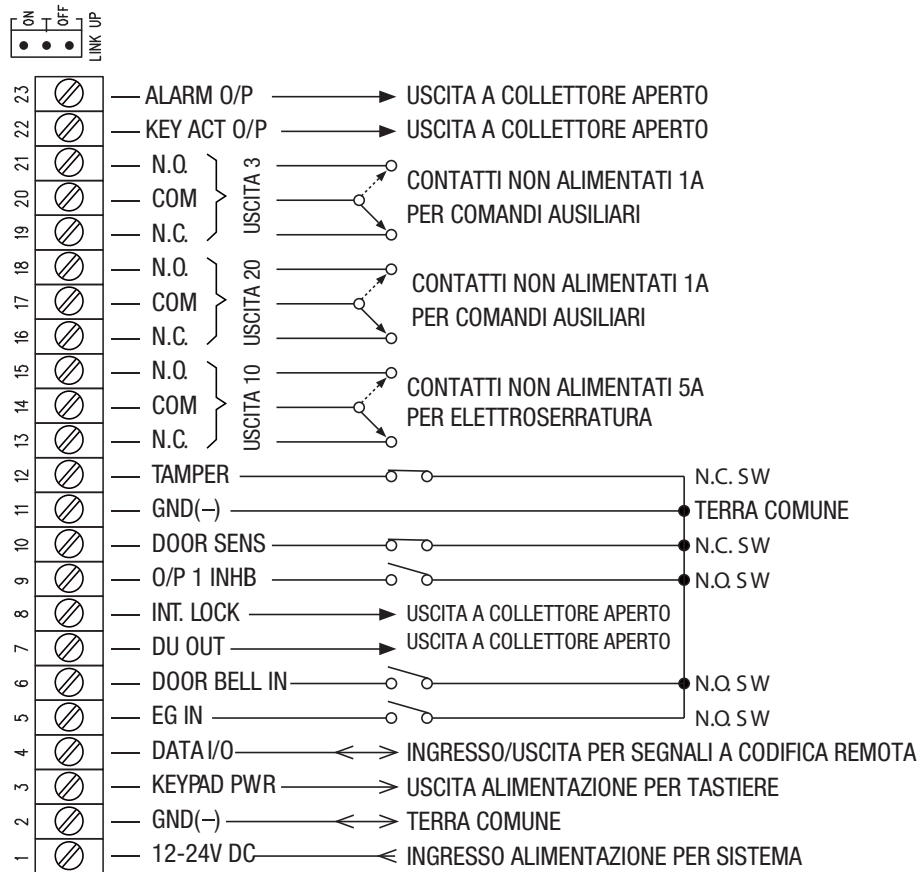 ON OFF
LINK UP
23 ALARM O/P USCITA A COLLETTORE APERTO
22 KEY ACT O/P USCITA A COLLETTORE APERTO
21 N.O.
20 COM
19 N.C.
USCITA 3
CONTATTI NON ALIMENTATI 1A
PER COMANDI AUSILIARI
18 N.O.
17 COM
16 N.C.
USCITA 20
CONTATTI NON ALIMENTATI 1A
PER COMANDI AUSILIARI
15 N.O.
14 COM
13 N.C.
USCITA 10
CONTATTI NON ALIMENTATI 5A
PER ELETTROSERRATURA
12 TAMPER N.C. SW
11 GND(–) TERRA COMUNE
10 DOOR SENS N.C. SW
9 O/P 1 INHB N.O. SW
8 INT. LOCK USCITA A COLLETTORE APERTO
7 DU OUT USCITA A COLLETTORE APERTO
6 DOOR BELL IN N.O. SW
5 EG IN N.O. SW
4 DATA I/O INGRESSO/USCITA PER SEGNALI A CODIFICA REMOTA
3 KEYPAD PWR USCITA ALIMENTAZIONE PER TASTIERE
2 GND(–) TERRA COMUNE
1 12-24V DC INGRESSO ALIMENTAZIONE PER SISTEMA